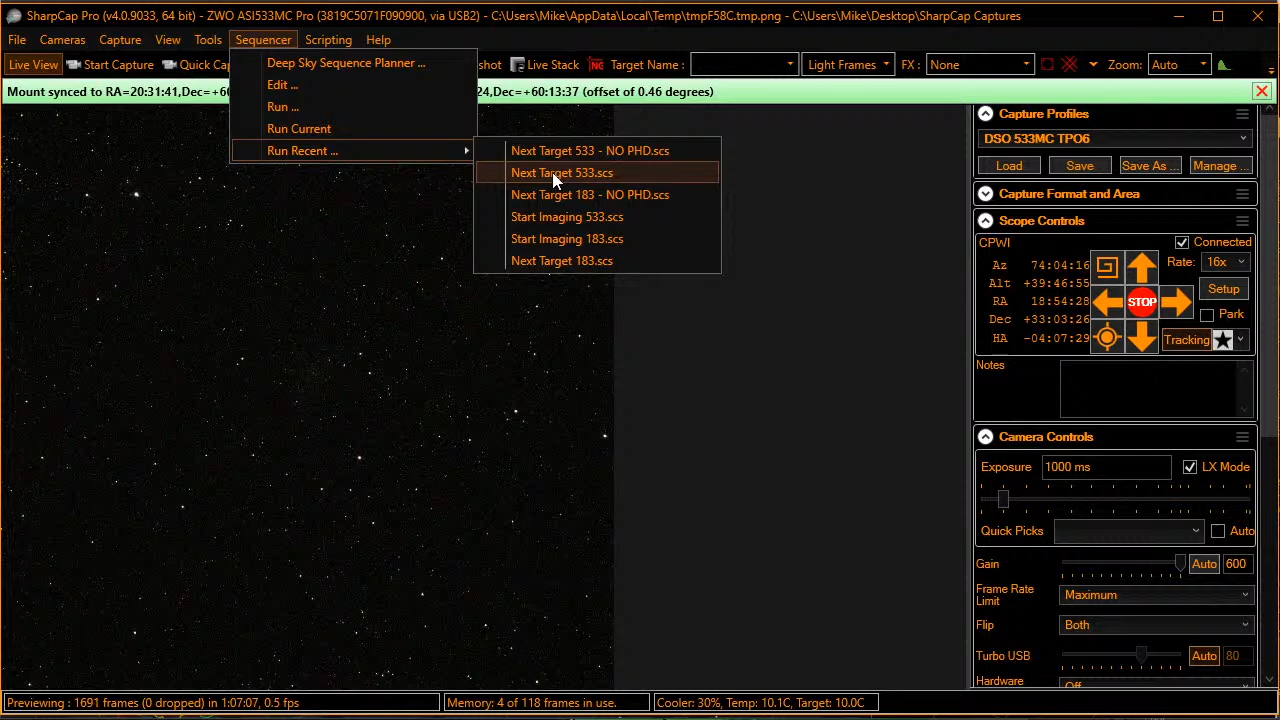 SharpCap Pro (v4.0.9033, 64 bit) - ZWO ASI533MC Pro (3819C5071F090900, via USB2) - C:\Users\Mike\AppData\Local\Temp\tmpF58C.tmp.png - C:\Users\Mike\Desktop\SharpCap Captures
File Cameras Capture View Tools Sequencer Scripting Help
Live View Start Capture Quick Cap shot Live Stack NC Target Name : Light Frames FX : None Zoom: Auto
Mount synced to RA=20:31:41,Dec=+60 24,Dec=+60:13:37 (offset of 0.46 degrees)
Deep Sky Sequence Planner ...
Edit ...
Run ...
Run Current
Run Recent ...
Next Target 533 - NO PHD.scs
Next Target 533.scs
Next Target 183 - NO PHD.scs
Start Imaging 533.scs
Start Imaging 183.scs
Next Target 183.scs
Capture Profiles
DSO 533MC TPO6
Load Save Save As ... Manage ...
Capture Format and Area
Scope Controls
CPWI Connected
Az 74:04:16 Rate: 16x
Alt +39:46:55 Setup
RA 18:54:28 STOP
Dec +33:03:26 Park
HA -04:07:29 Tracking
Notes
Camera Controls
Exposure 1000 ms LX Mode
Quick Picks Auto
Gain Auto 600
Frame Rate Limit Maximum
Flip Both
Turbo USB Auto 80
Hardware Off
Previewing : 1691 frames (0 dropped) in 1:07:07, 0.5 fps Memory: 4 of 118 frames in use. Cooler: 30%, Temp: 10.1C, Target: 10.0C